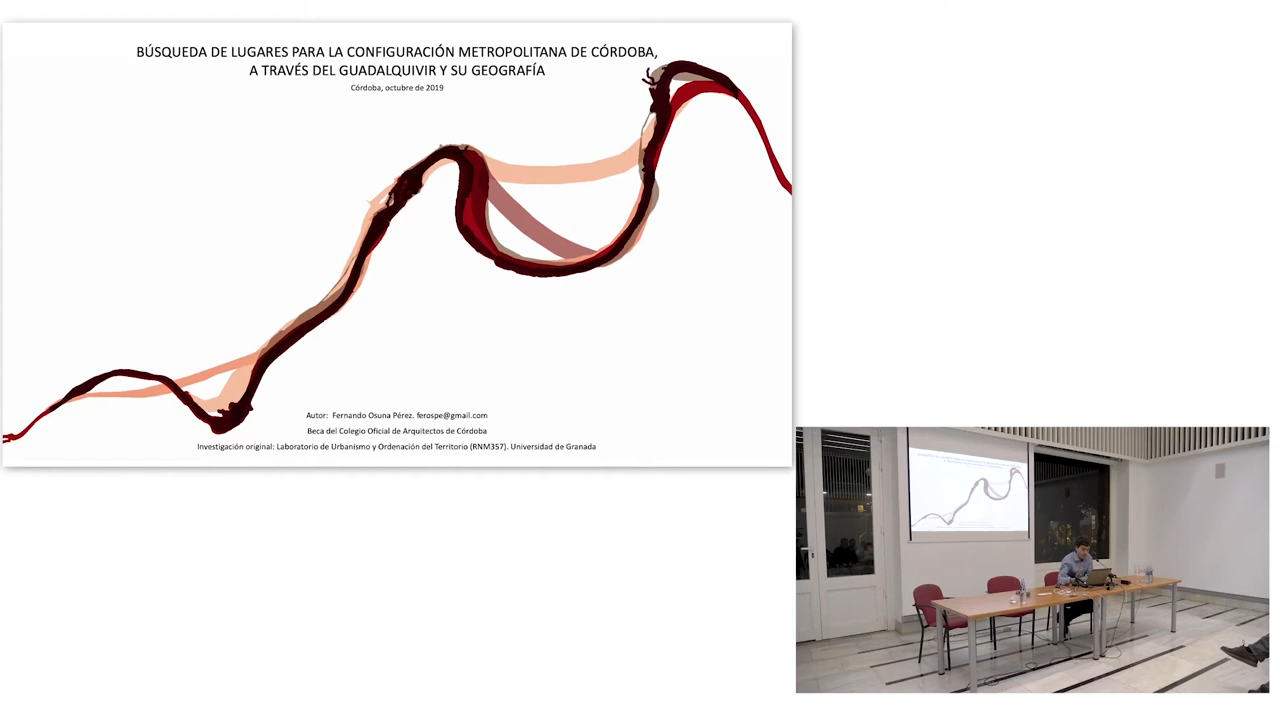 BÚSQUEDA DE LUGARES PARA LA CONFIGURACIÓN METROPOLITANA DE CÓRDOBA,
A TRAVÉS DEL GUADALQUIVIR Y SU GEOGRAFÍA
Córdoba, octubre de 2019
Autor: Fernando Osuna Pérez. ferospe@gmail.com
Beca del Colegio Oficial de Arquitectos de Córdoba
Investigación original: Laboratorio de Urbanismo y Ordenación del Territorio (RNM357). Universidad de Granada